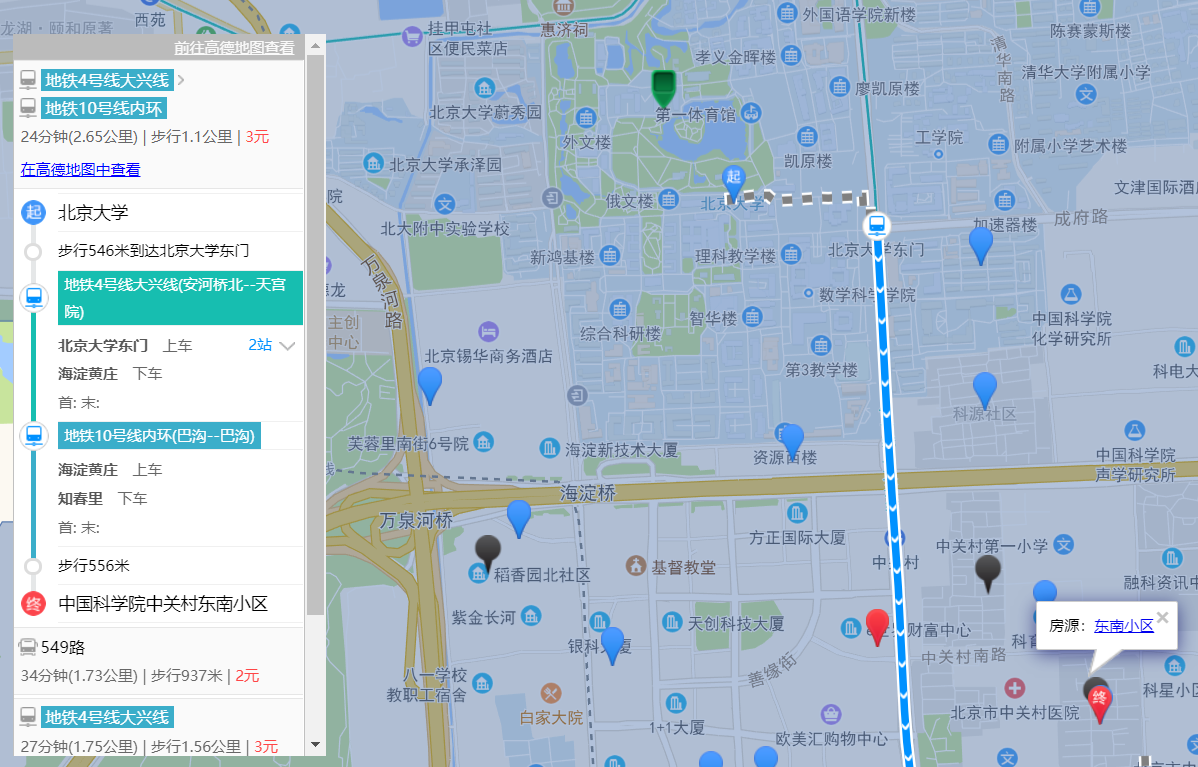 前往高德地图查看
地铁4号线大兴线
地铁10号线内环
24分钟(2.65公里) | 步行1.1公里 | 3元
在高德地图中查看
起
北京大学
步行546米到达北京大学东门
地铁4号线大兴线(安河桥北--天宫
院)
北京大学东门 上车 2站
海淀黄庄 下车
首: 末:
地铁10号线内环(巴沟--巴沟)
海淀黄庄 上车
知春里 下车
首: 末:
步行556米
终
中国科学院中关村东南小区
549路
34分钟(1.73公里) | 步行937米 | 2元
地铁4号线大兴线
27分钟(1.75公里) | 步行1.56公里 | 3元
龙湖·颐和原著
西苑
挂甲屯社
区便民菜店
惠济祠
外国语学院新楼
陈赛蒙斯楼
孝义金晖楼
清华南路
清华大学附属小学
文
廖凯原楼
北京大学蔚秀园
第一体育馆
外文楼
工学院
附属小学艺术楼
凯原楼
北京大学承泽园
起
文津国际酒店
院
文
俄文楼
北京大学
成府路
北大附中实验学校
加速器楼
新鸿基楼
理科教学楼
北京大学东门
万泉河路
数学科学学院
主创
中心
综合科研楼
智华楼
中国科学院
化学研究所
北京锡华商务酒店
第3教学楼
科电大
科源社区
芙蓉里南街6号院
海淀新技术大厦
资源西楼
中国科学院
声学研究所
线
海淀桥
万泉河桥
方正国际大厦
中关村
中关村第一小学
文
稻香园北社区
基督教堂
融科资讯中
紫金长河
天创科技大厦
财富中心
房源: 东南小区
银科大厦
科育
中关村南路
善缘街
八一学校
教职工宿舍
科星小区
终
白家大院
1+1大厦
北京市中关村医院
欧美汇购物中心
文